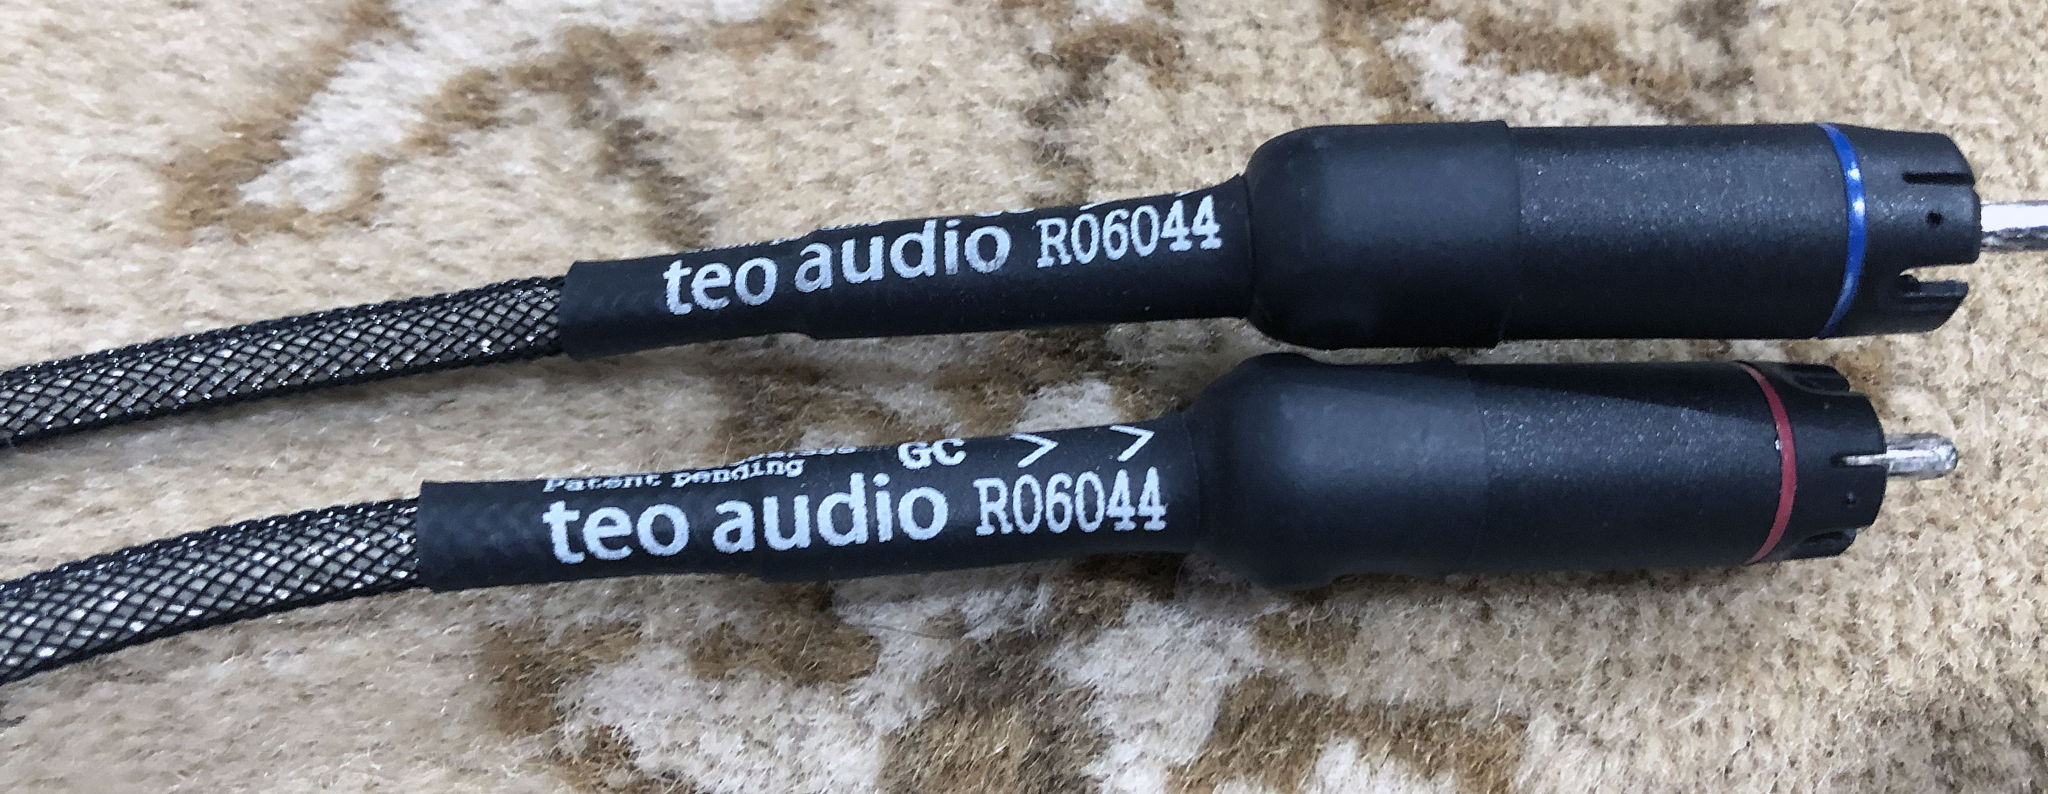 teo audio R06044
GC > >
Patent pending
teo audio R06044